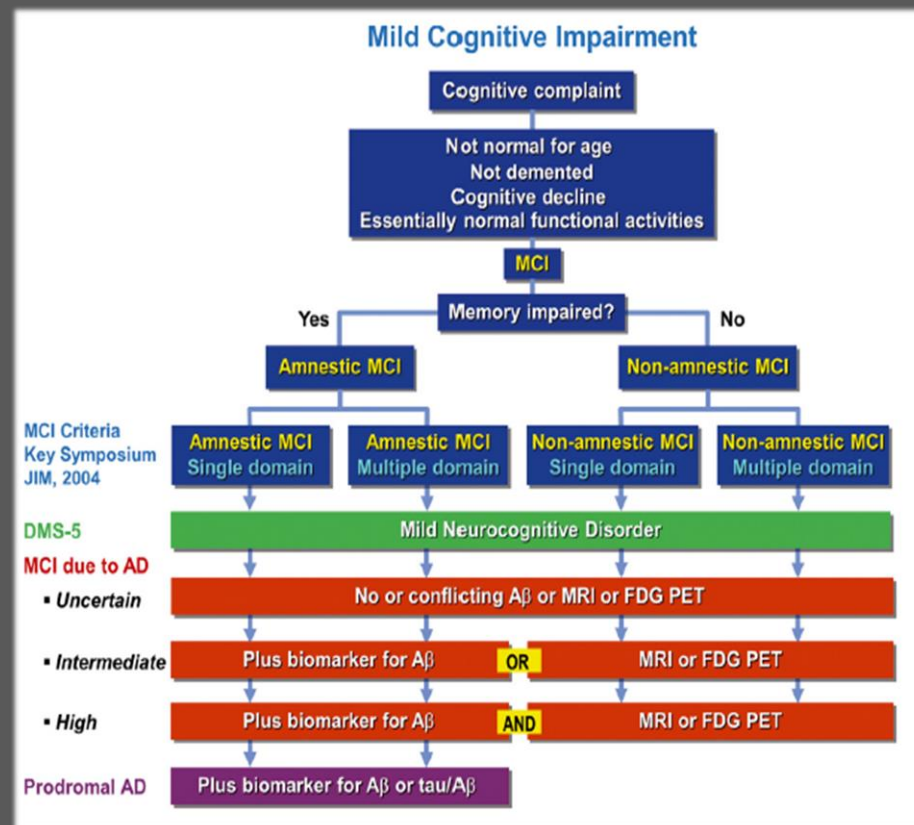 Mild Cognitive Impairment
Cognitive complaint
Not normal for age
Not demented
Cognitive decline
Essentially normal functional activities
MCI
Memory impaired?
Yes
No
Amnestic MCI
Non-amnestic MCI
MCI Criteria
Key Symposium
JIM, 2004
Amnestic MCI
Single domain
Amnestic MCI
Multiple domain
Non-amnestic MCI
Single domain
Non-amnestic MCI
Multiple domain
DMS-5
Mild Neurocognitive Disorder
MCI due to AD
▪ Uncertain
No or conflicting Aβ or MRI or FDG PET
▪ Intermediate
Plus biomarker for Aβ
OR
MRI or FDG PET
▪ High
Plus biomarker for Aβ
AND
MRI or FDG PET
Prodromal AD
Plus biomarker for Aβ or tau/Aβ